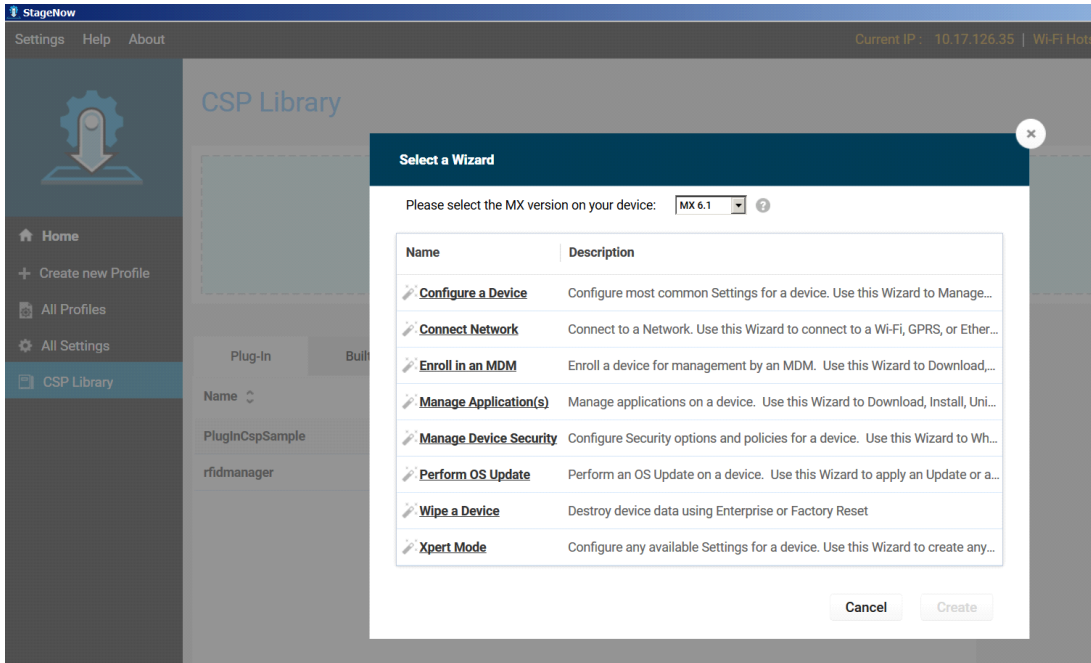 StageNow
Settings Help About
Current IP : 10.17.126.35 | Wi-Fi
CSP Library
Select a Wizard
Please select the MX version on your device: MX 6.1 ?
Name Description
Configure a Device Configure most common Settings for a device. Use this Wizard to Manage...
Connect Network Connect to a Network. Use this Wizard to connect to a Wi-Fi, GPRS, or Ether...
Enroll in an MDM Enroll a device for management by an MDM. Use this Wizard to Download,...
Manage Application(s) Manage applications on a device. Use this Wizard to Download, Install, Uni...
Manage Device Security Configure Security options and policies for a device. Use this Wizard to Wh...
Perform OS Update Perform an OS Update on a device. Use this Wizard to apply an Update or a...
Wipe a Device Destroy device data using Enterprise or Factory Reset
Xpert Mode Configure any available Settings for a device. Use this Wizard to create any...
Cancel Create
Home
Create new Profile
All Profiles
All Settings
CSP Library
Plug-In Built
Name
PlugInCspSample
rfidmanager